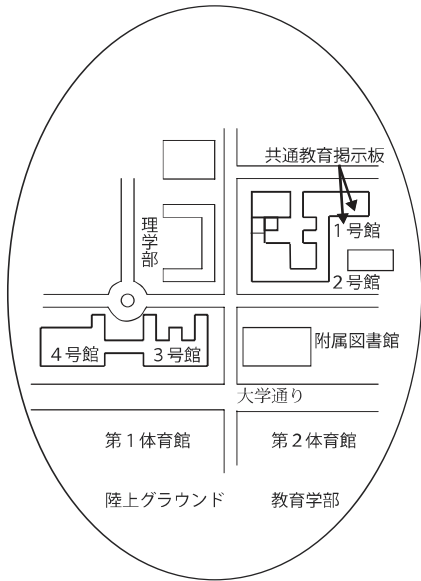 共通教育掲示板
理学部
1号館
2号館
附属図書館
4号館
3号館
大学通り
第1体育館
第2体育館
陸上グラウンド
教育学部